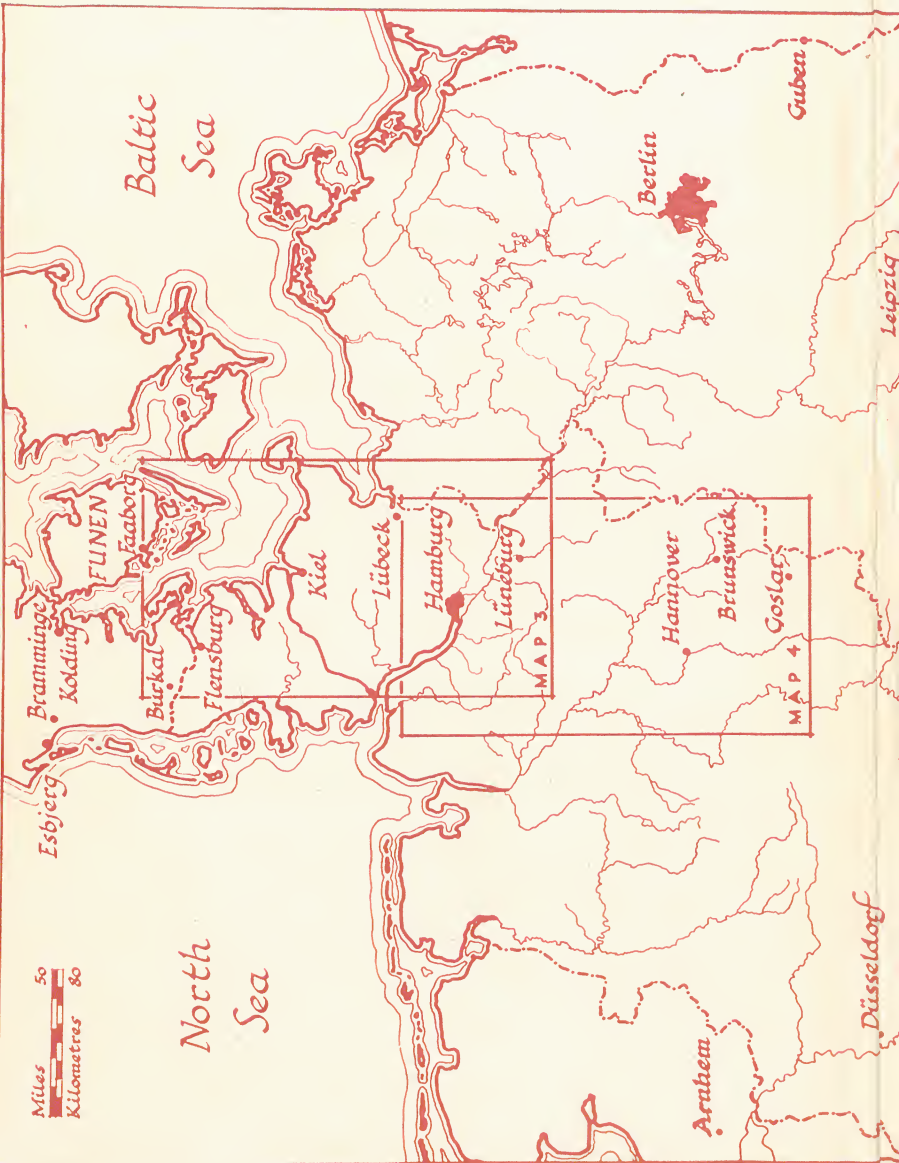 Miles 50
Kilometres 80
North
Sea
Baltic
Sea
Esbjerg
Bramminge
Kolding
FUNEN
Faaborg
Birkal
Flensburg
Kiel
Lübeck
Hamburg
Lüneburg
MAP 3
Hannover
Brunswick
Goslar
MAP 4
Berlin
Guben
Leipzig
Arnhem
Düsseldorf